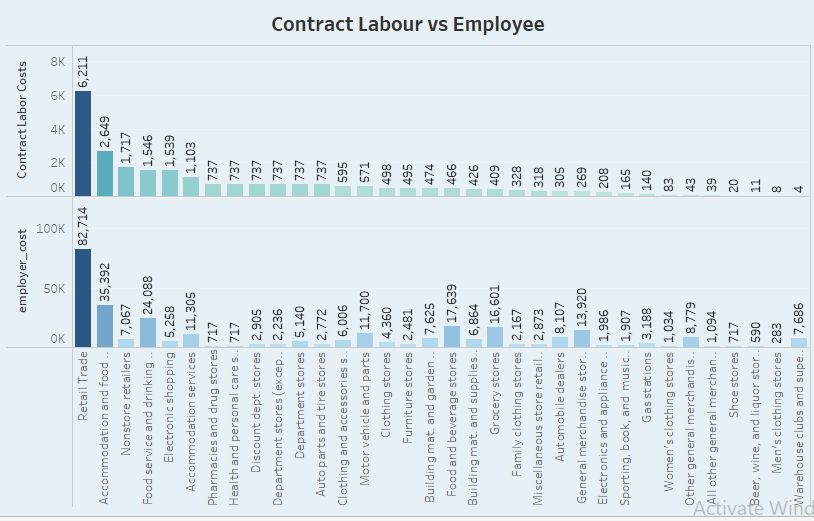 Contract Labour vs Employee
Contract Labor Costs
8K
6K
4K
2K
0K
6,211
2,649
1,717
1,546
1,539
1,103
737
737
737
737
737
737
595
571
498
495
474
466
426
409
328
318
305
269
208
165
140
83
43
39
20
11
8
4
employer_cost
100K
50K
0K
82,714
35,392
7,067
24,088
5,258
11,305
717
717
2,905
2,236
5,140
2,772
6,006
11,700
4,360
2,481
7,625
17,639
6,864
16,601
2,167
2,873
8,107
13,920
1,986
1,907
3,188
1,034
8,779
1,094
717
590
283
7,686
Retail Trade
Accommodation and food ..
Nonstore retailers
Food service and drinking ..
Electronic shopping
Accommodation services
Pharmacies and drug stores
Health and personal care s..
Discount dept. stores
Department stores (excep..
Department stores
Auto parts and tire stores
Clothing and accessories s..
Motor vehicle and parts
Clothing stores
Furniture stores
Building mat. and garden ..
Food and beverage stores
Building mat. and supplies..
Grocery stores
Family clothing stores
Miscellaneous store retail..
Automobile dealers
General merchandise stor..
Electronics and appliance ..
Sporting, book, and music..
Gas stations
Women's clothing stores
Other general merchandis..
All other general merchan..
Shoe stores
Beer, wine, and liquor stor..
Men's clothing stores
Warehouse clubs and supe..
Activate Wind